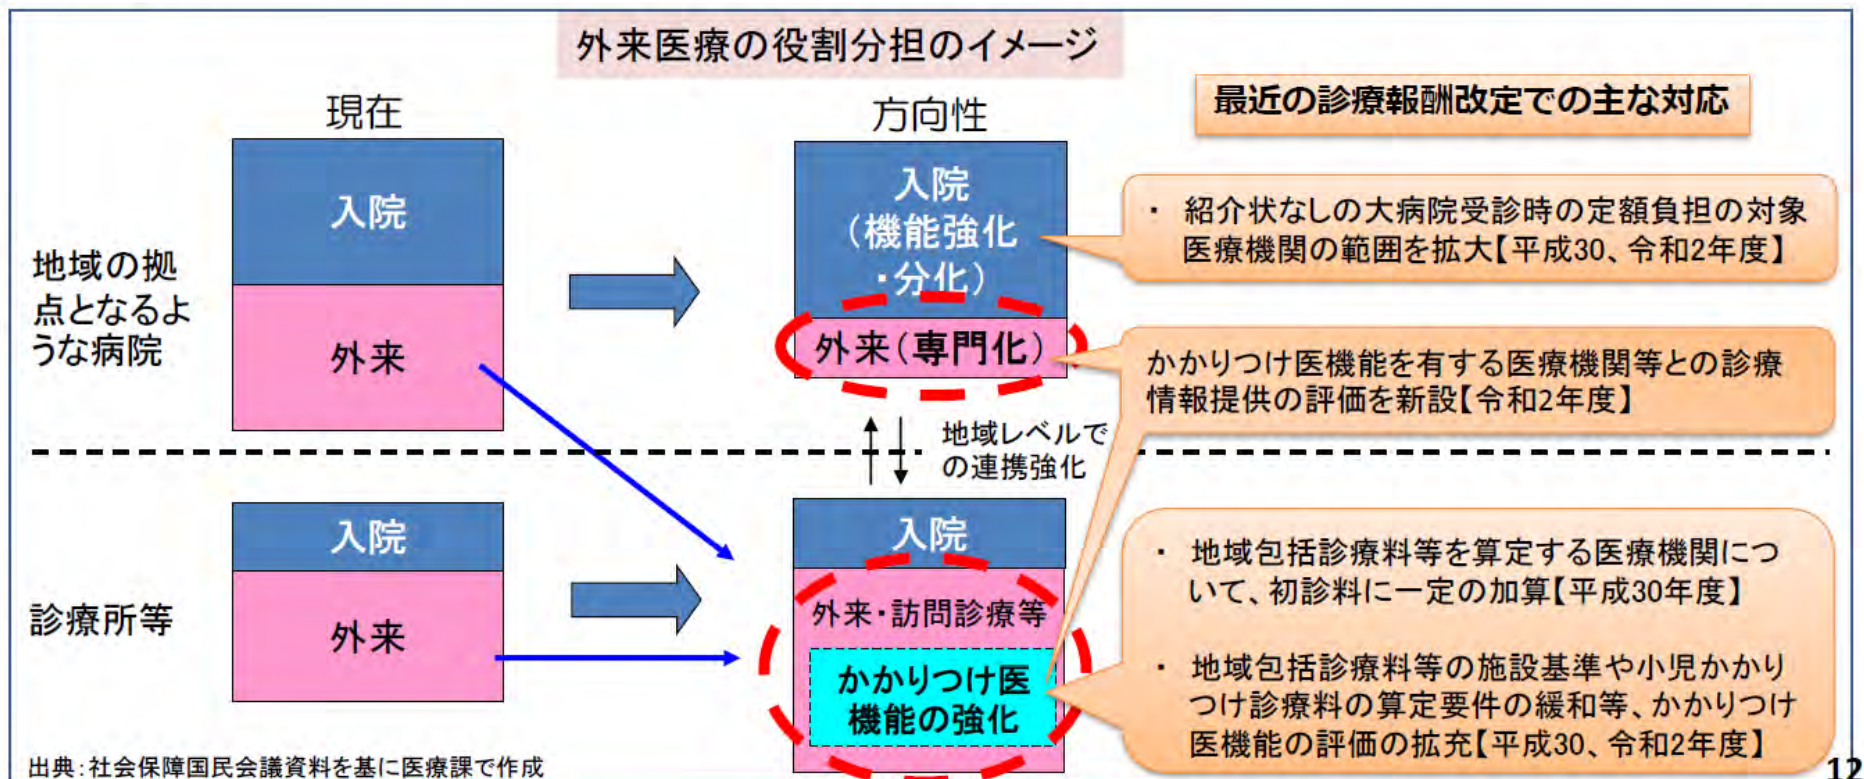 外来医療の役割分担のイメージ
現在
方向性
最近の診療報酬改定での主な対応
地域の拠
点となるよ
うな病院
入院
外来
入院
(機能強化
・分化)
外来(専門化)
・ 紹介状なしの大病院受診時の定額負担の対象
医療機関の範囲を拡大【平成30、令和2年度】
かかりつけ医機能を有する医療機関等との診療
情報提供の評価を新設【令和2年度】
地域レベルで
の連携強化
診療所等
入院
外来
入院
外来・訪問診療等
かかりつけ医
機能の強化
・ 地域包括診療料等を算定する医療機関につ
いて、初診料に一定の加算【平成30年度】
・ 地域包括診療料等の施設基準や小児かかり
つけ診療料の算定要件の緩和等、かかりつけ
医機能の評価の拡充【平成30、令和2年度】
出典:社会保障国民会議資料を基に医療課で作成
12